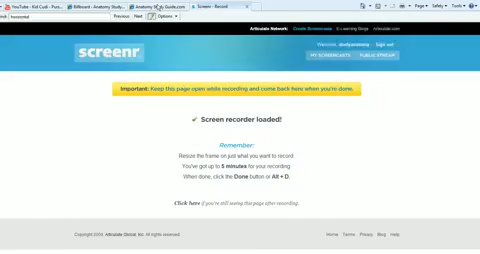 YouTube - Kid Cudi - Purs...
Billboard - Anatomy Study...
Anatomy Study Guide.com
Screenr - Record
Page
Safety
Tools
horizontal
Previous
Next
Options
Articulate Network:
Create Screencasts
E-Learning Blogs
Articulate.com
screenr
Welcome,
Sign out
MY SCREENCASTS
PUBLIC STREAM
Important: Keep this page open while recording and come back here when you're done.
✔ Screen recorder loaded!
Remember:
Resize the frame on just what you want to record.
You've got up to 5 minutes for your recording.
When done, click the Done button or Alt + D.
Click here if you're still seeing this page after recording.
Copyright 2009, Articulate Global, Inc. All rights reserved.
Home
Terms
Privacy
Blog
Help